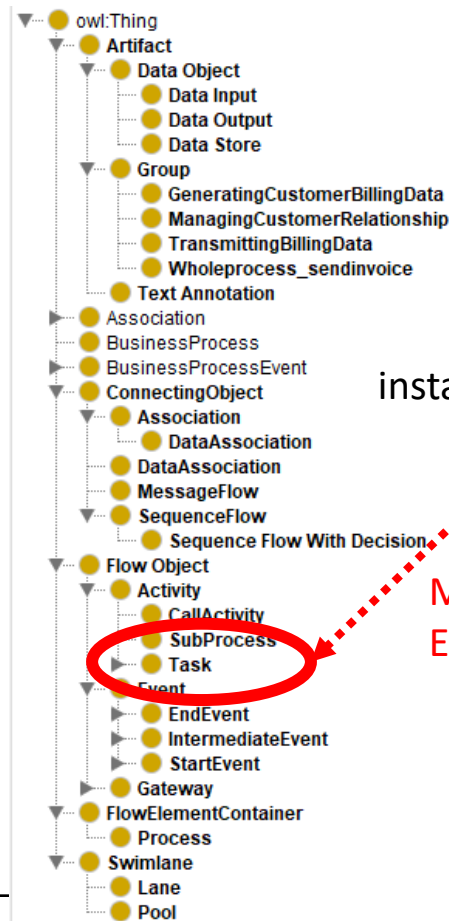 owl:Thing
Artifact
Data Object
Data Input
Data Output
Data Store
Group
GeneratingCustomerBillingData
ManagingCustomerRelationship
TransmittingBillingData
Wholeprocess_sendinvoice
Text Annotation
Association
BusinessProcess
BusinessProcessEvent
ConnectingObject
insta
Association
DataAssociation
DataAssociation
MessageFlow
SequenceFlow
Sequence Flow With Decision
Flow Object
Activity
M
CallActivity
SubProcess
E
Task
Event
EndEvent
IntermediateEvent
StartEvent
Gateway
FlowElementContainer
Process
Swimlane
Lane
Pool